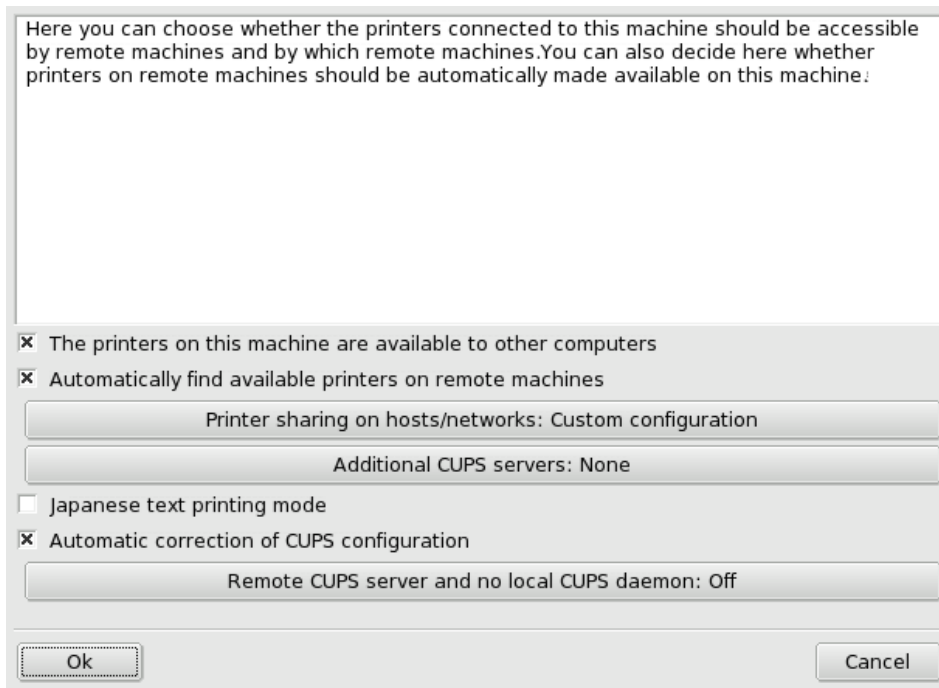 Here you can choose whether the printers connected to this machine should be accessible
by remote machines and by which remote machines.You can also decide here whether
printers on remote machines should be automatically made available on this machine.
The printers on this machine are available to other computers
Automatically find available printers on remote machines
Printer sharing on hosts/networks: Custom configuration
Additional CUPS servers: None
Japanese text printing mode
Automatic correction of CUPS configuration
Remote CUPS server and no local CUPS daemon: Off
Ok
Cancel